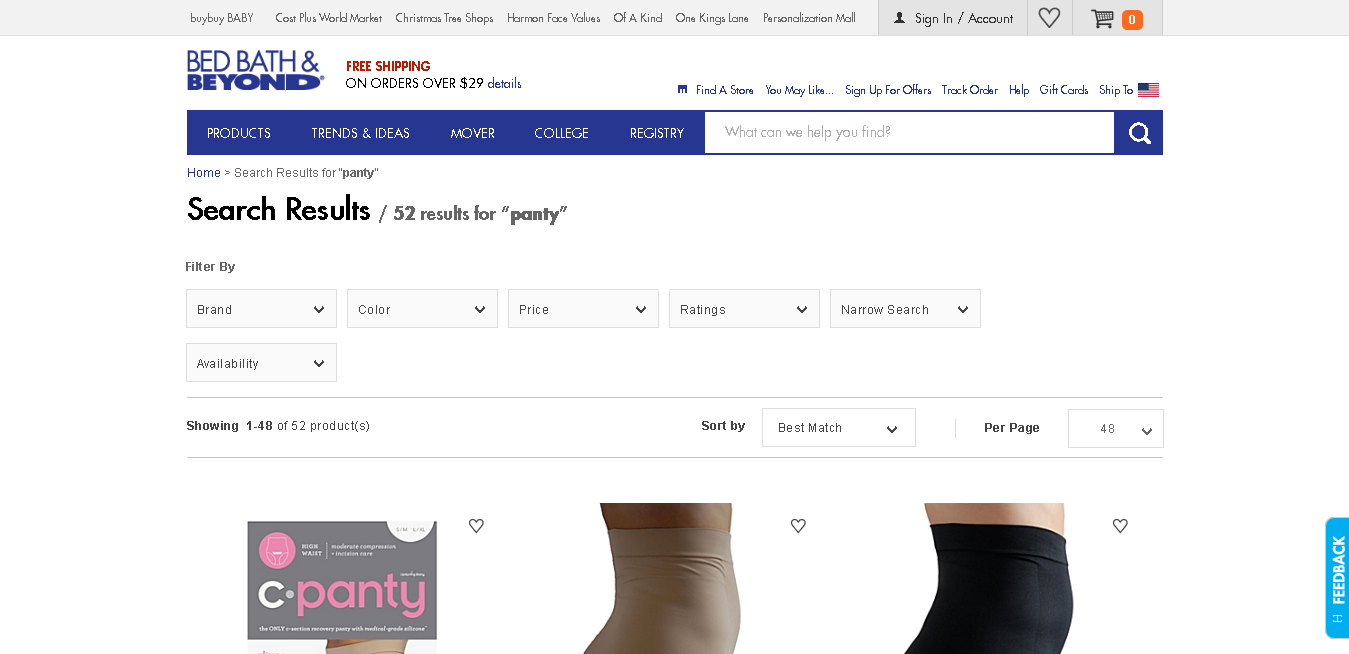 buybuy BABY Cost Plus World Market Christmas Tree Shops Harmon Face Values Of A Kind One Kings Lane Personalization Mall Sign In / Account 0
BED BATH &
BEYOND
FREE SHIPPING
ON ORDERS OVER $29 details
Find A Store You May Like... Sign Up For Offers Track Order Help Gift Cards Ship To
PRODUCTS TRENDS & IDEAS MOVER COLLEGE REGISTRY What can we help you find?
Home > Search Results for "panty"
Search Results / 52 results for "panty"
Filter By
Brand Color Price Ratings Narrow Search
Availability
Showing 1-48 of 52 product(s) Sort by Best Match Per Page 48
HIGH WAIST moderate compression + incision care
c·panty
the ONLY c-section recovery panty with medical-grade silicone
FEEDBACK